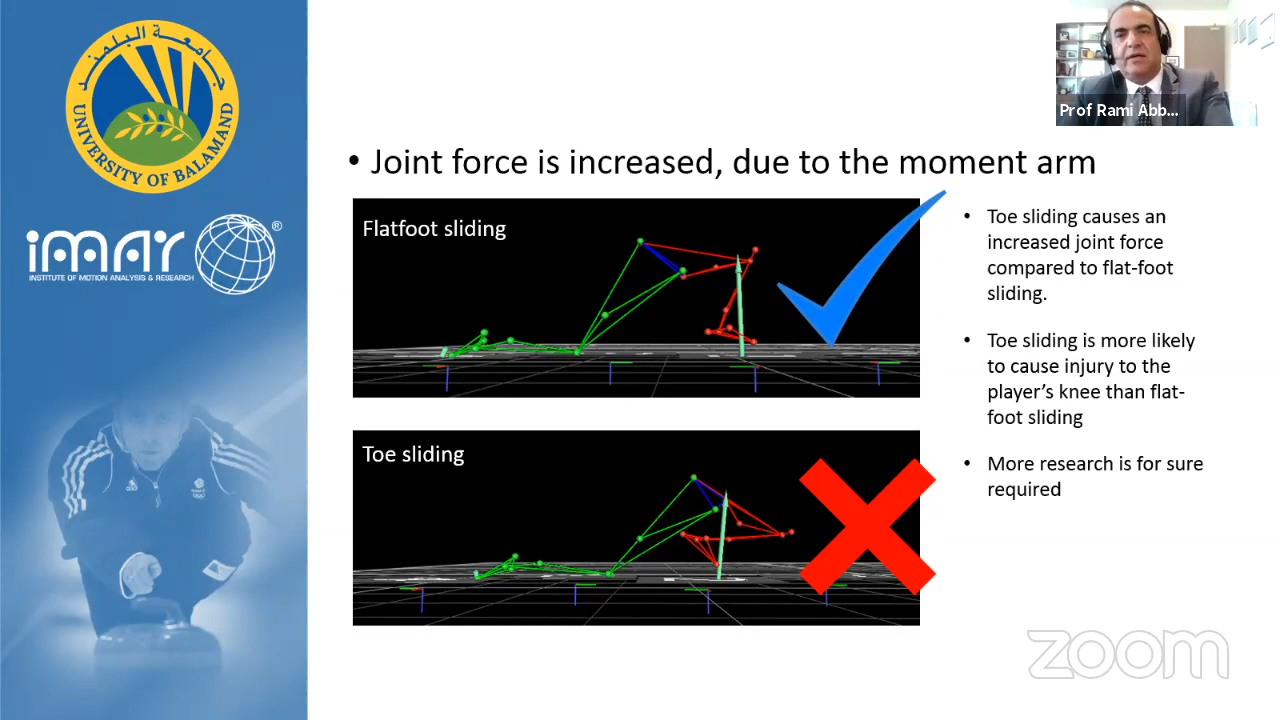 جامعة البلمند
UNIVERSITY OF BALAMAND
imar®
INSTITUTE OF MOTION ANALYSIS & RESEARCH
Prof Rami Abb...
• Joint force is increased, due to the moment arm
Flatfoot sliding
Toe sliding
• Toe sliding causes an
increased joint force
compared to flat-foot
sliding.
• Toe sliding is more likely
to cause injury to the
player’s knee than flat-
foot sliding
• More research is for sure
required
zoom